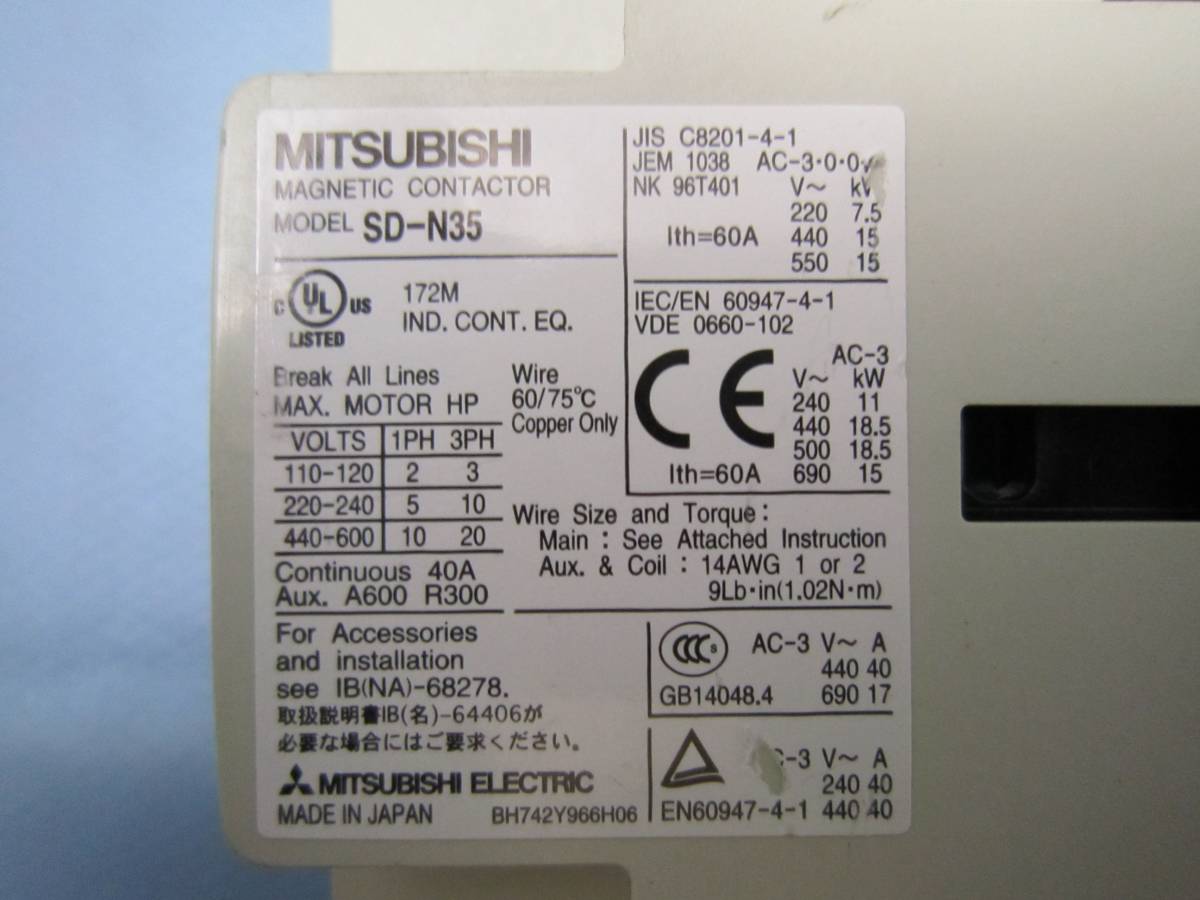 MITSUBISHI
MAGNETIC CONTACTOR
MODEL SD-N35
C UL US
LISTED
172M
IND. CONT. EQ.
Break All Lines
MAX. MOTOR HP
VOLTS 1PH 3PH
110-120 2 3
220-240 5 10
440-600 10 20
Continuous 40A
Aux. A600 R300
Wire
60/75℃
Copper Only
JIS C8201-4-1
JEM 1038 AC-3·0·0
NK 96T401 V~ kW
220 7.5
Ith=60A 440 15
550 15
IEC/EN 60947-4-1
VDE 0660-102
CE
AC-3
V~ kW
240 11
440 18.5
500 18.5
Ith=60A 690 15
Wire Size and Torque:
Main : See Attached Instruction
Aux. & Coil : 14AWG 1 or 2
9Lb·in(1.02N·m)
For Accessories
and installation
see IB(NA)-68278.
取扱説明書IB(名)-64406が
必要な場合にはご要求ください。
MITSUBISHI ELECTRIC
MADE IN JAPAN BH742Y966H06
CCC S AC-3 V~ A
440 40
GB14048.4 690 17
-3 V~ A
240 40
EN60947-4-1 440 40